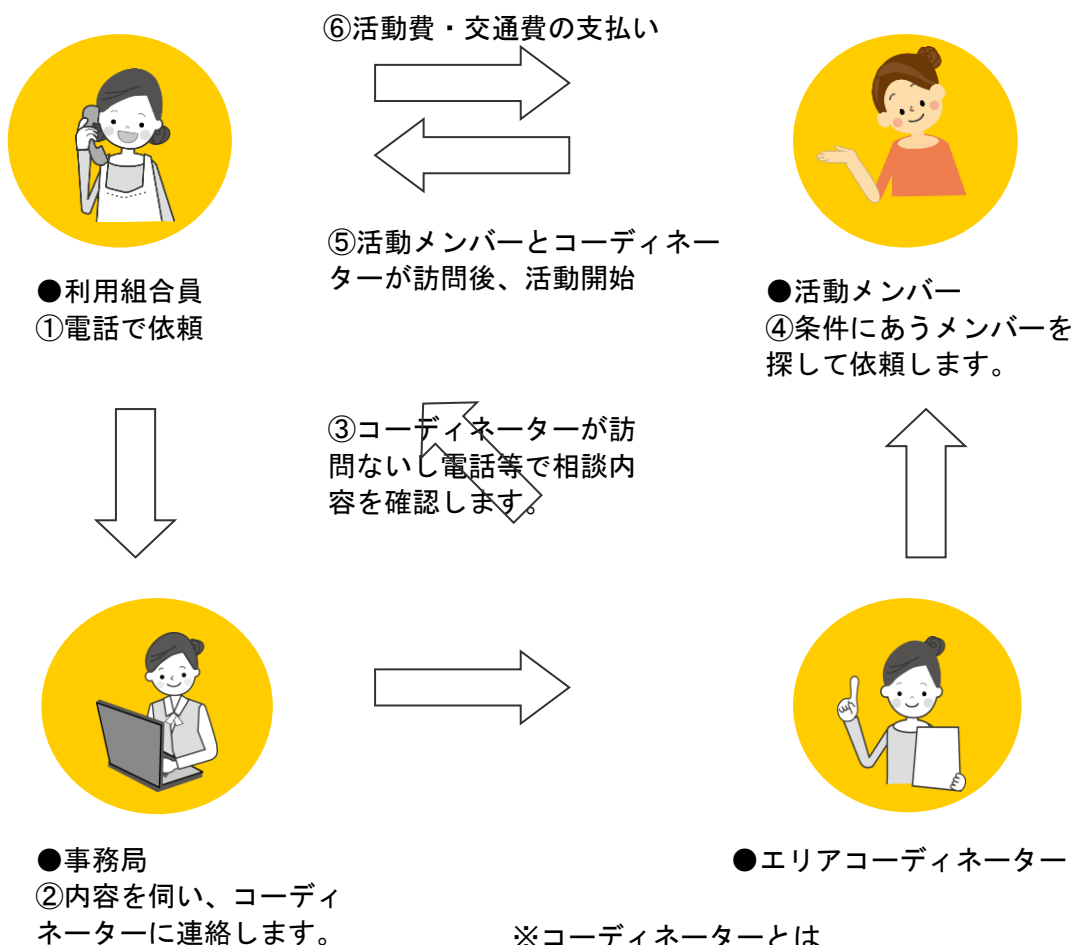 ⑥活動費・交通費の支払い
⑤活動メンバーとコーディネー
ターが訪問後、活動開始
●利用組合員
①電話で依頼
●活動メンバー
④条件にあうメンバーを
探して依頼します。
③コーディネーターが訪
問ないし電話等で相談内
容を確認します。
●事務局
②内容を伺い、コーディ
ネーターに連絡します。
●エリアコーディネーター
※コーディネーターとは